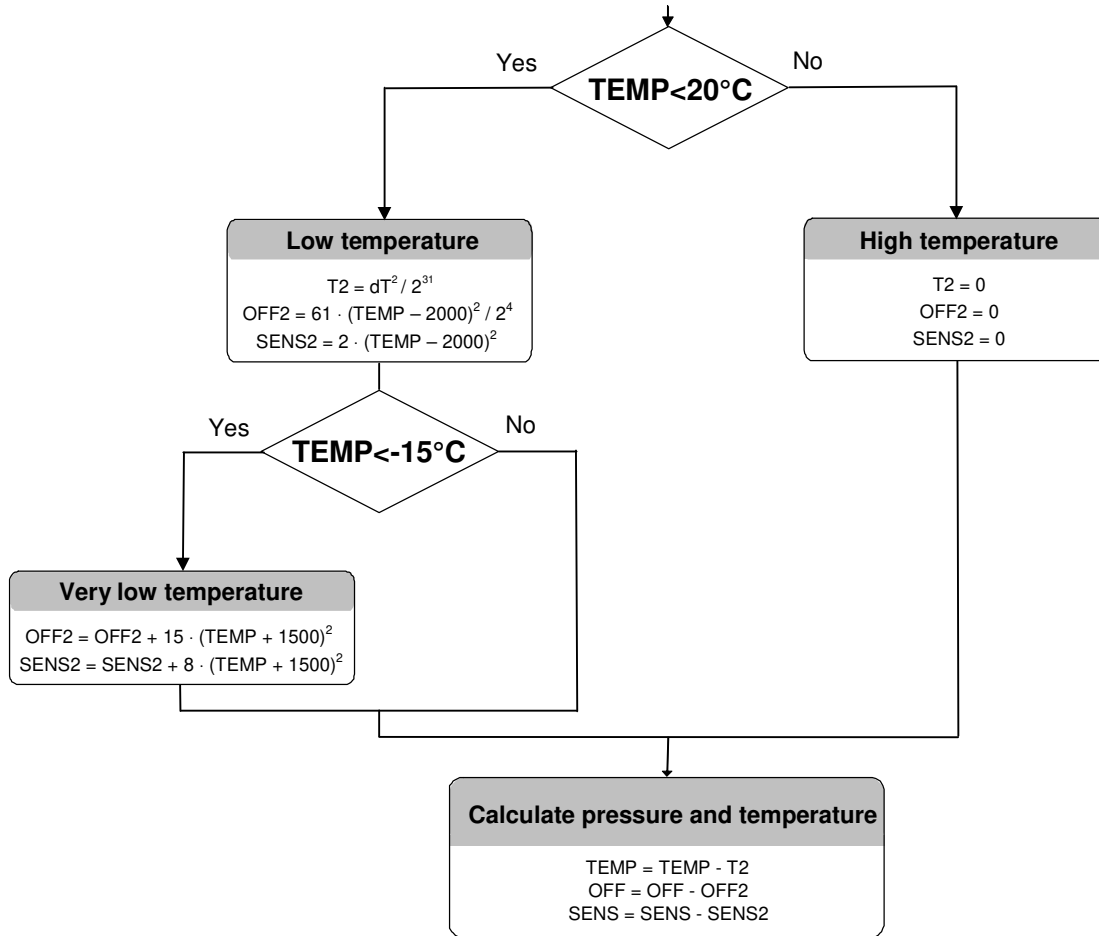 Yes
No
TEMP<20°C
Low temperature
T2 = dT² / 2³¹
OFF2 = 61 · (TEMP – 2000)² / 2⁴
SENS2 = 2 · (TEMP – 2000)²
High temperature
T2 = 0
OFF2 = 0
SENS2 = 0
Yes
No
TEMP<-15°C
Very low temperature
OFF2 = OFF2 + 15 · (TEMP + 1500)²
SENS2 = SENS2 + 8 · (TEMP + 1500)²
Calculate pressure and temperature
TEMP = TEMP - T2
OFF = OFF - OFF2
SENS = SENS - SENS2